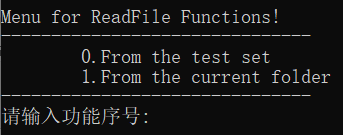 Menu for ReadFile Functions!
-------------------------------
0.From the test set
1.From the current folder
-------------------------------
请输入功能序号: